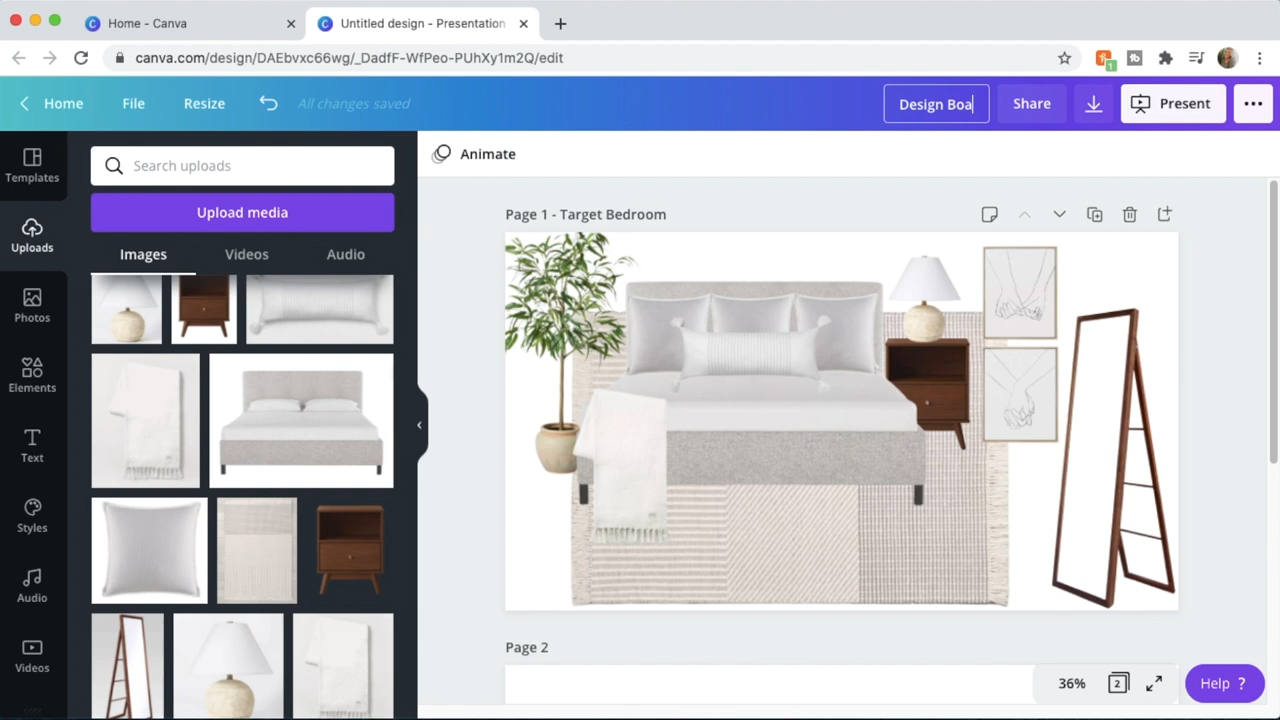 Home - Canva
Untitled design - Presentation
canva.com/design/DAEbvxc66wg/_DadfF-WfPeo-PUhXy1m2Q/edit
1
Home
File
Resize
All changes saved
Design Boa
Share
Present
Templates
Uploads
Photos
Elements
Text
Styles
Audio
Videos
Search uploads
Upload media
Images
Videos
Audio
Animate
Page 1 - Target Bedroom
Page 2
36%
2
Help ?